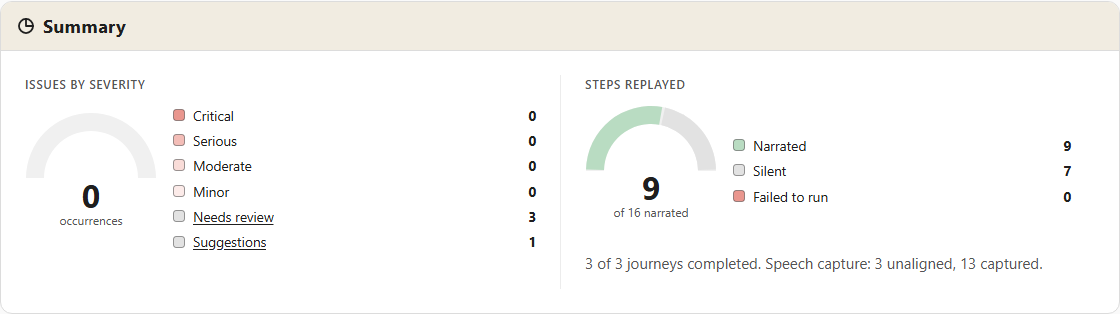 Summary
ISSUES BY SEVERITY
0
occurrences
Critical 0
Serious 0
Moderate 0
Minor 0
Needs review 3
Suggestions 1
STEPS REPLAYED
9
of 16 narrated
Narrated 9
Silent 7
Failed to run 0
3 of 3 journeys completed. Speech capture: 3 unaligned, 13 captured.